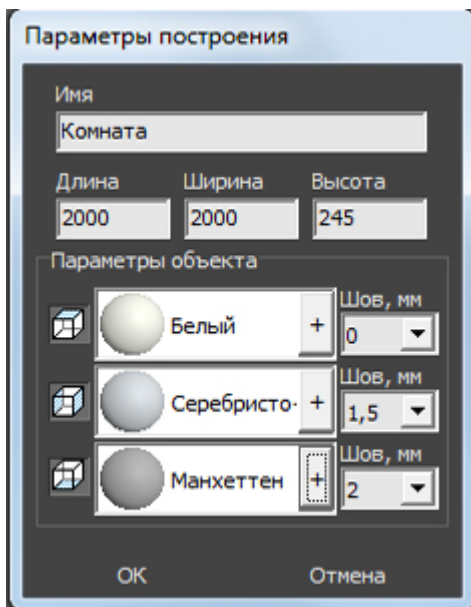 Параметры построения
Имя
Комната
Длина Ширина Высота
2000 2000 245
Параметры объекта
Шов, мм
Белый + 0
Шов, мм
Серебристо- + 1,5
Шов, мм
Манхеттен + 2
ОК Отмена